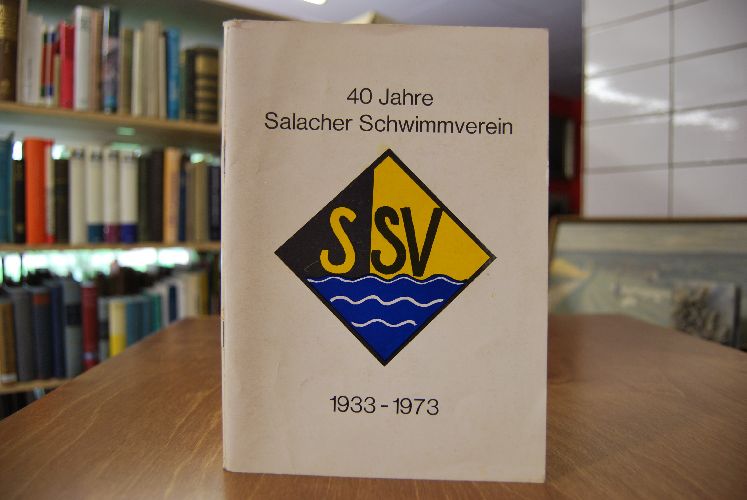 40 Jahre
Salacher Schwimmverein
SSV
1933-1973